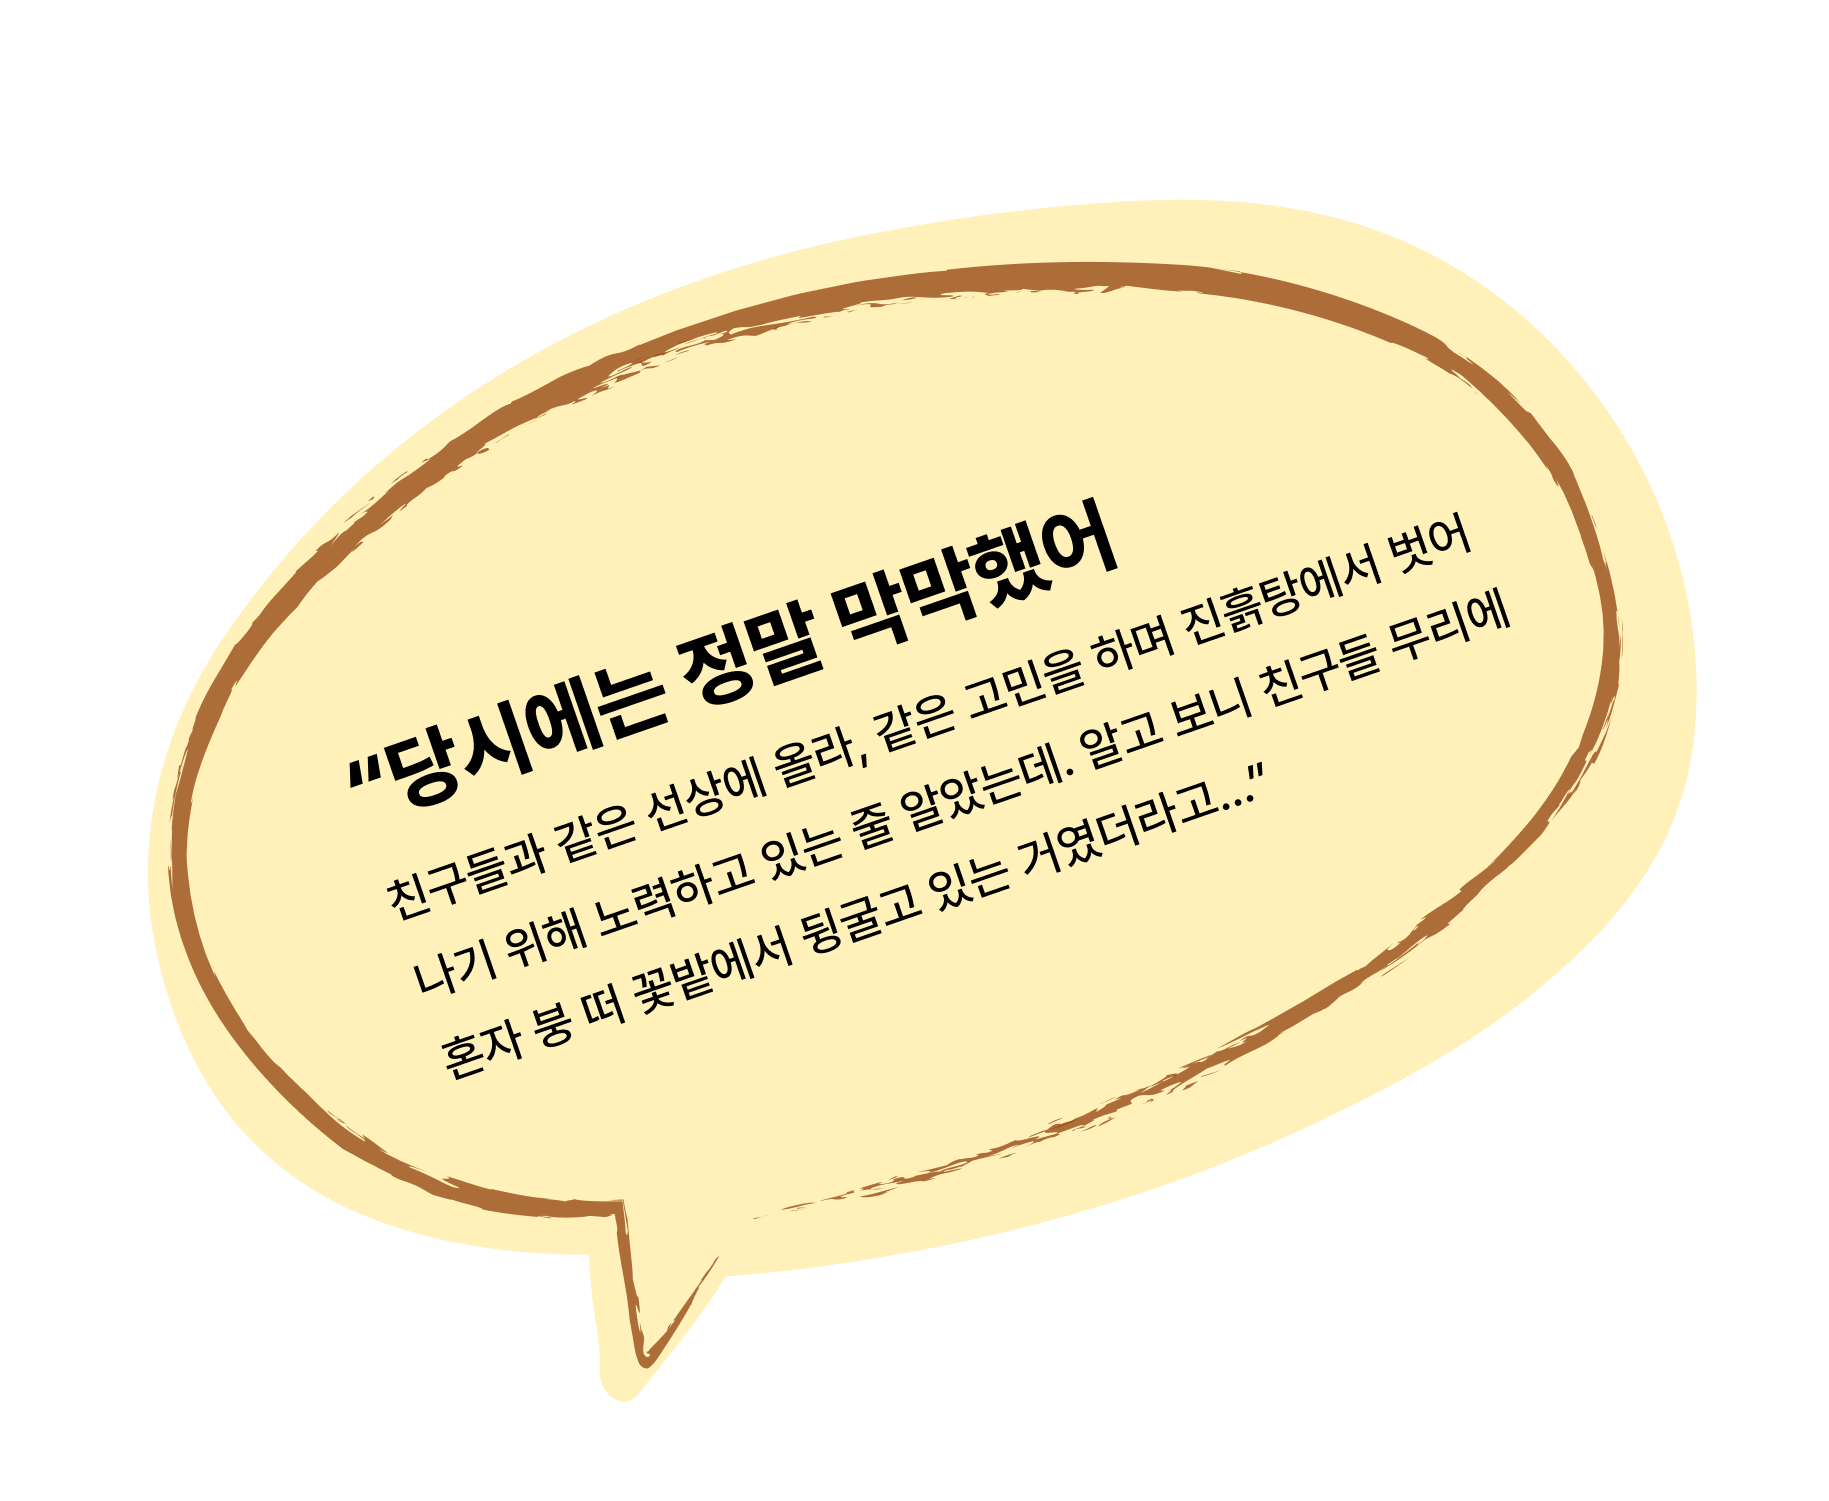 “당시에는 정말 막막했어
친구들과 같은 선상에 올라, 같은 고민을 하며 진흙탕에서 벗어
나기 위해 노력하고 있는 줄 알았는데. 알고 보니 친구들 무리에
혼자 붕 떠 꽃밭에서 뒹굴고 있는 거였더라고...”